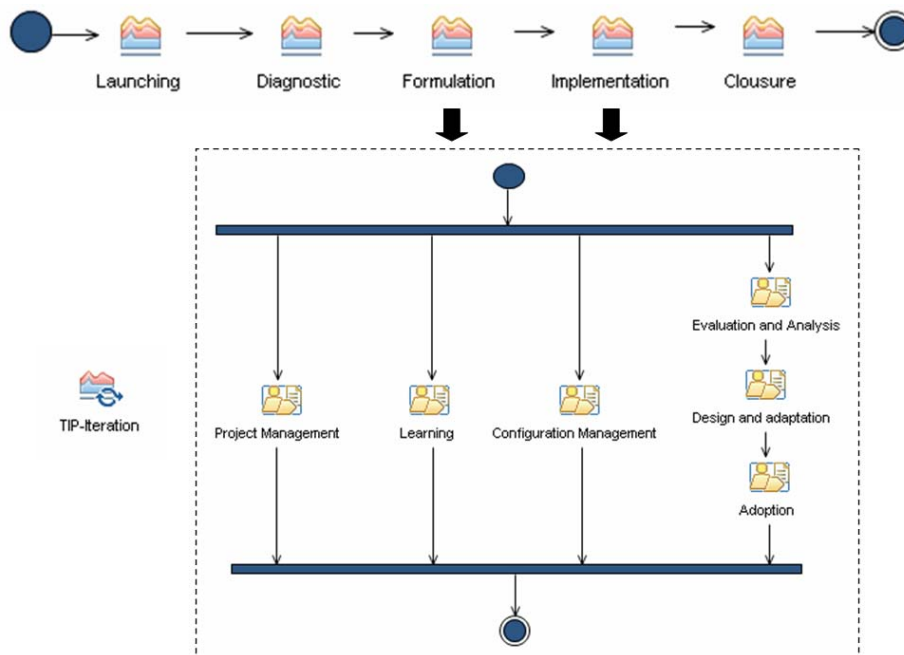 Launching
Diagnostic
Formulation
Implementation
Clousure
Evaluation and Analysis
TIP-Iteration
Project Management
Learning
Configuration Management
Design and adaptation
Adoption